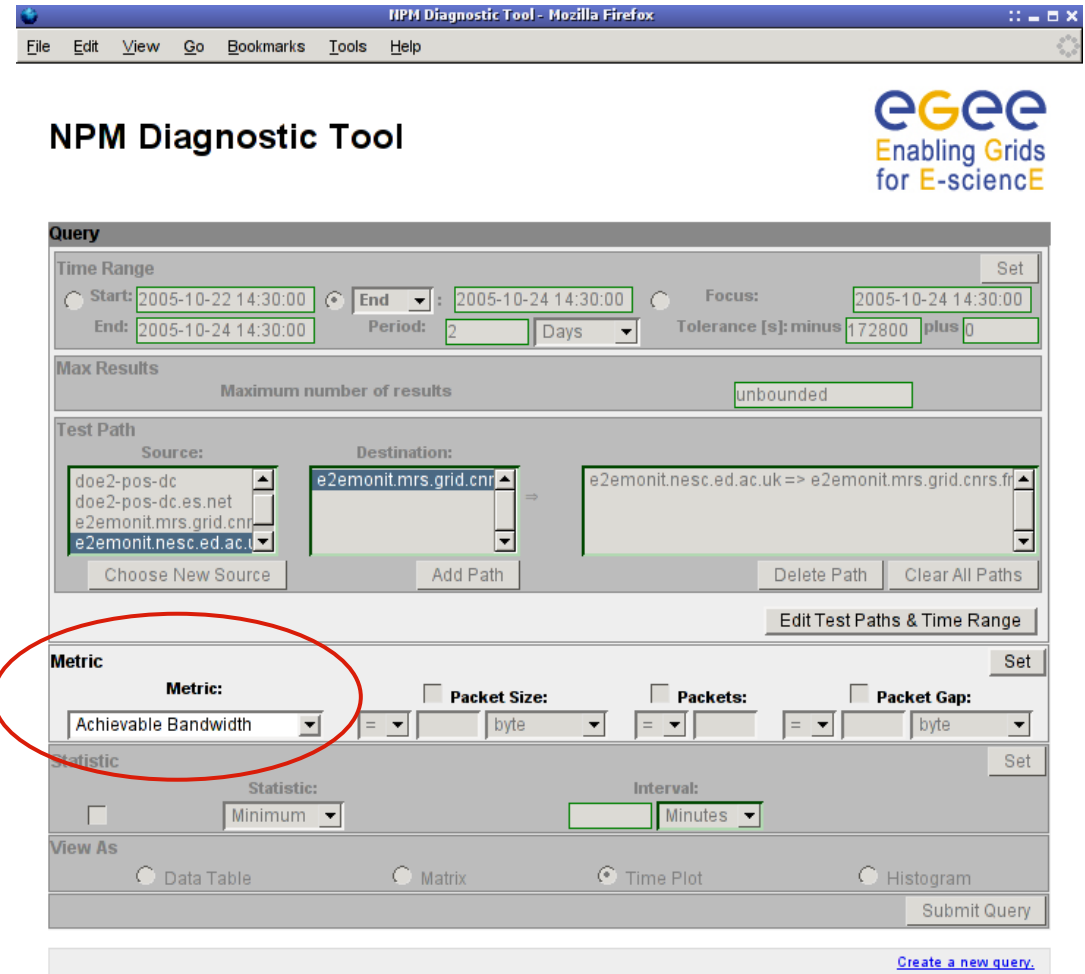 NPM Diagnostic Tool - Mozilla Firefox
File Edit View Go Bookmarks Tools Help
NPM Diagnostic Tool
eGee
Enabling Grids
for E-sciencE
Query
Time Range Set
Start: 2005-10-22 14:30:00 End : 2005-10-24 14:30:00 Focus: 2005-10-24 14:30:00
End: 2005-10-24 14:30:00 Period: 2 Days Tolerance [s]: minus 172800 plus 0
Max Results
Maximum number of results unbounded
Test Path
Source: Destination:
doe2-pos-dc e2emonit.mrs.grid.cnr ⇒ e2emonit.nesc.ed.ac.uk => e2emonit.mrs.grid.cnrs.fr
doe2-pos-dc.es.net
e2emonit.mrs.grid.cnr
e2emonit.nesc.ed.ac.u
Choose New Source Add Path Delete Path Clear All Paths
Edit Test Paths & Time Range
Metric Set
Metric: Packet Size: Packets: Packet Gap:
Achievable Bandwidth = byte = = byte
Statistic Set
Statistic: Interval:
Minimum Minutes
View As
Data Table Matrix Time Plot Histogram
Submit Query
Create a new query.